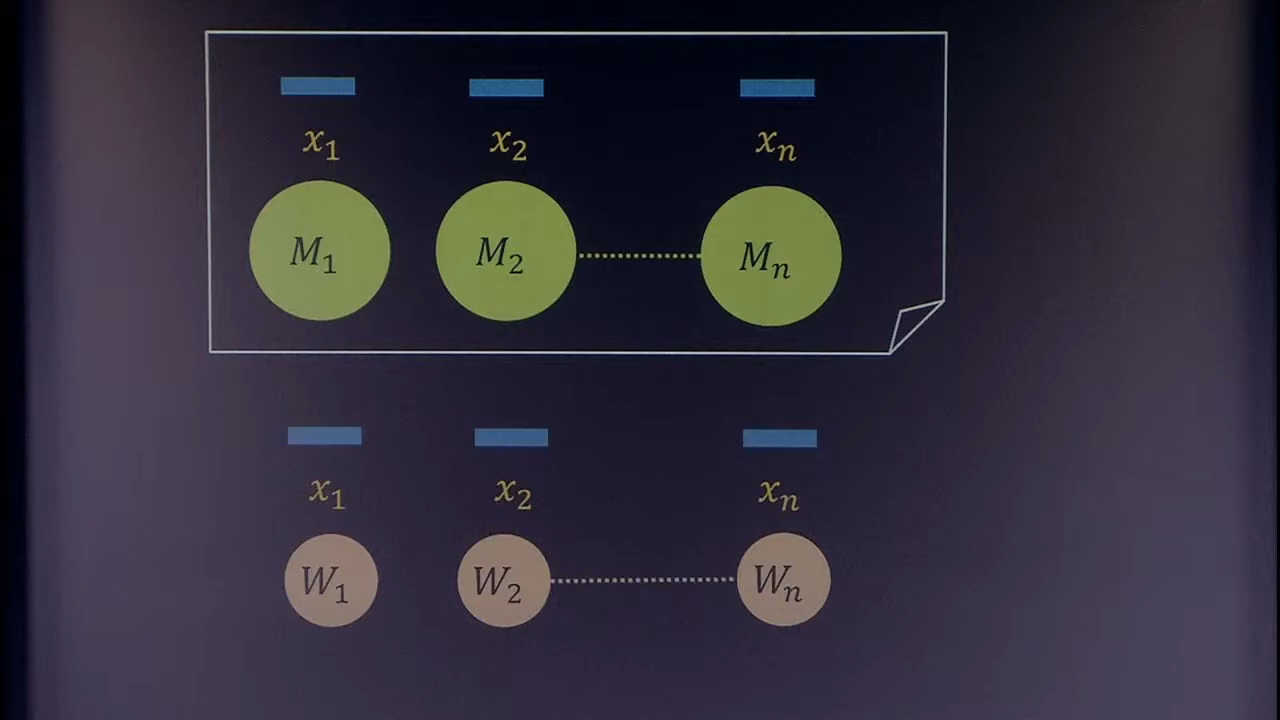 x₁ x₂ xₙ
M₁ M₂ Mₙ
x₁ x₂ xₙ
W₁ W₂ Wₙ